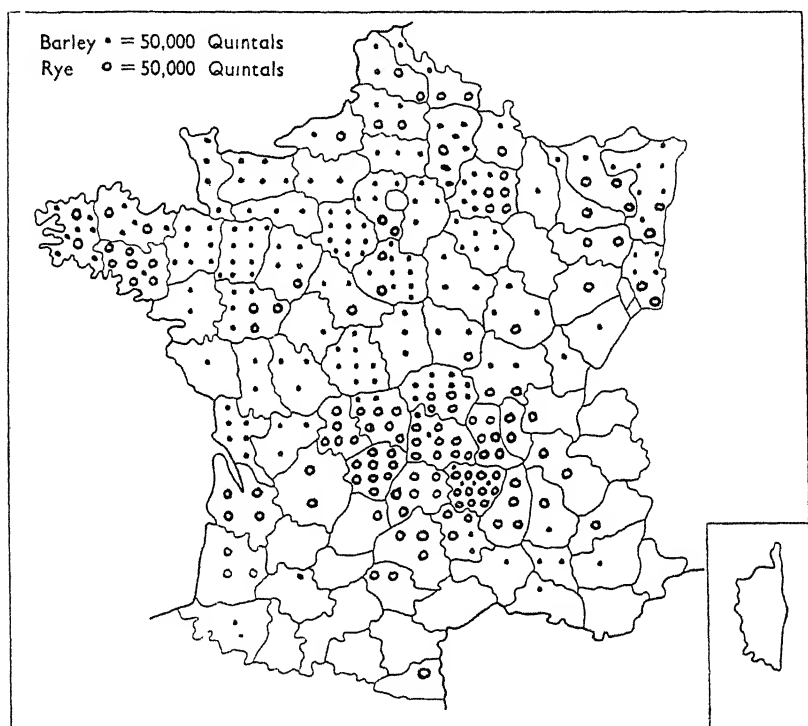 Barley • = 50,000 Quintals
Rye o = 50,000 Quintals